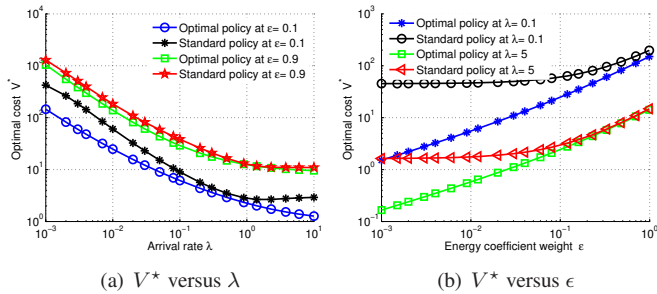 Optimal policy at ε= 0.1
Standard policy at ε= 0.1
Optimal policy at ε= 0.9
Standard policy at ε= 0.9
Optimal cost V*
10^4
10^3
10^2
10^1
10^0
10^-3
10^-2
10^-1
10^0
10^1
Arrival rate λ
(a) V⋆ versus λ
Optimal policy at λ= 0.1
Standard policy at λ= 0.1
Optimal policy at λ= 5
Standard policy at λ= 5
Optimal cost V*
10^3
10^2
10^1
10^0
10^-1
10^-3
10^-2
10^-1
10^0
Energy coefficient weight ε
(b) V⋆ versus ϵ